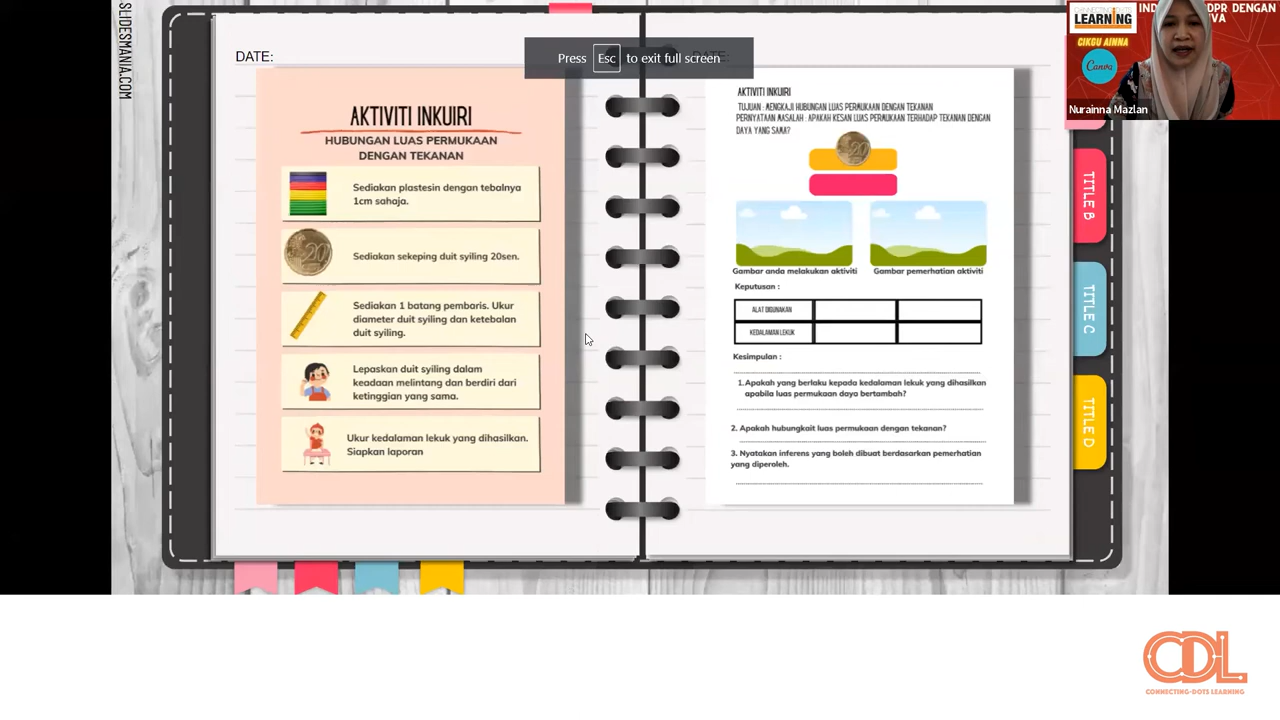 SLIDESMANIA.COM
DATE:
Press Esc to exit full screen
AKTIVITI INKUIRI
HUBUNGAN LUAS PERMUKAAN
DENGAN TEKANAN
Sediakan plastesin dengan tebalnya
1cm sahaja.
Sediakan sekeping duit syiling 20sen.
Sediakan 1 batang pembaris. Ukur
diameter duit syiling dan ketebalan
duit syiling.
Lepaskan duit syiling dalam
keadaan melintang dan berdiri dari
ketinggian yang sama.
Ukur kedalaman lekuk yang dihasilkan.
Siapkan laporan
DATE:
AKTIVITI INKUIRI
TUJUAN : MENGKAJI HUBUNGAN LUAS PERMUKAAN DENGAN TEKANAN
PERNYATAAN MASALAH : APAKAH KESAN LUAS PERMUKAAN TERHADAP TEKANAN DENGAN
DAYA YANG SAMA?
20
Gambar anda melakukan aktiviti
Gambar pemerhatian aktiviti
Keputusan :
ALAT DIGUNAKAN
KEDALAMAN LEKUK
Kesimpulan :
1. Apakah yang berlaku kepada kedalaman lekuk yang dihasilkan
apabila luas permukaan daya bertambah?
2. Apakah hubungkait luas permukaan dengan tekanan?
3. Nyatakan inferens yang boleh dibuat berdasarkan pemerhatian
yang diperoleh.
TITLE B
TITLE C
TITLE D
CONNECTING-DOTS
LEARNING
CIKGU AINNA
Canva
Nurainna Mazlan
DPR DENGAN
CDL
CONNECTING-DOTS LEARNING